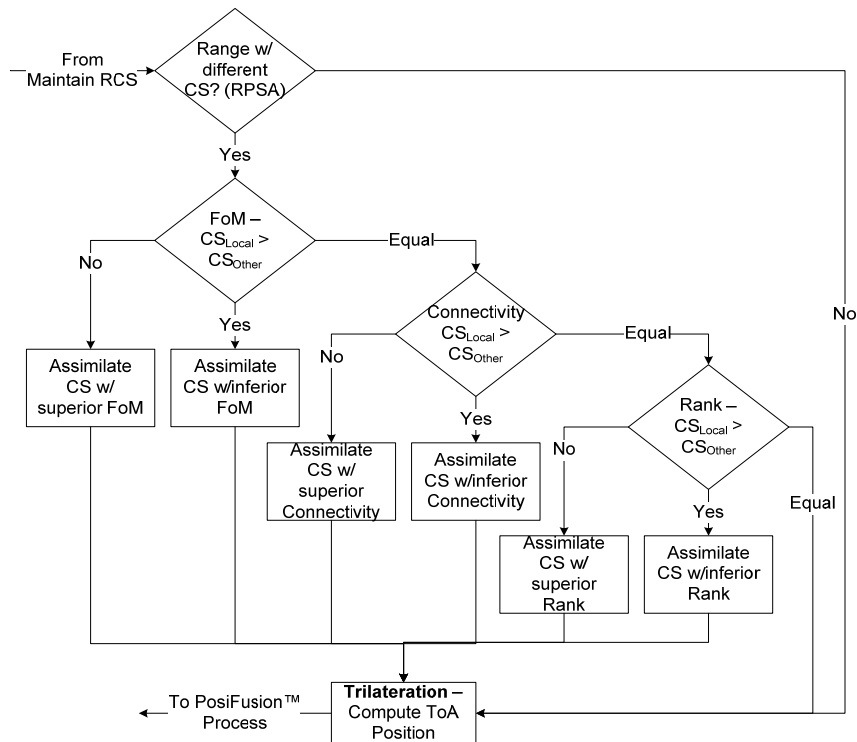 From
Maintain RCS
Range w/
different
CS? (RPSA)
Yes
FoM –
CSLocal >
CSOther
No
Equal
Yes
Assimilate
CS w/
superior FoM
Assimilate
CS w/inferior
FoM
Connectivity
CSLocal >
CSOther
No
Equal
Yes
No
Assimilate
CS w/
superior
Connectivity
Assimilate
CS w/inferior
Connectivity
Rank –
CSLocal >
CSOther
No
Yes
Equal
Assimilate
CS w/
superior
Rank
Assimilate
CS w/inferior
Rank
Trilateration –
Compute ToA
Position
To PosiFusion™
Process